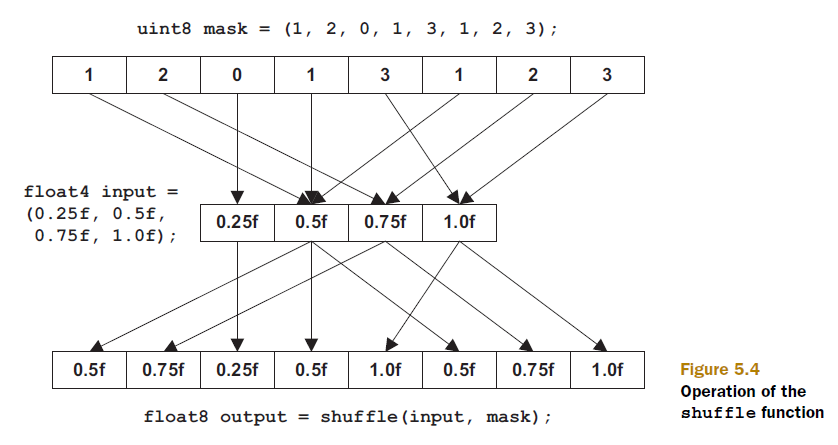 uint8 mask = (1, 2, 0, 1, 3, 1, 2, 3);
1 2 0 1 3 1 2 3
float4 input =
(0.25f, 0.5f,
0.75f, 1.0f);
0.25f 0.5f 0.75f 1.0f
0.5f 0.75f 0.25f 0.5f 1.0f 0.5f 0.75f 1.0f
float8 output = shuffle(input, mask);
Figure 5.4
Operation of the
shuffle function